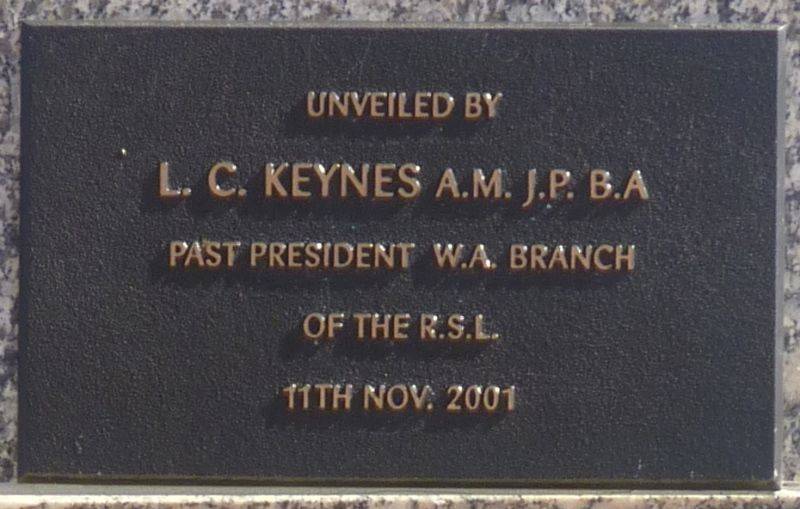 UNVEILED BY
L. C. KEYNES A.M. J.P. B.A
PAST PRESIDENT W.A. BRANCH
OF THE R.S.L.
11TH NOV. 2001